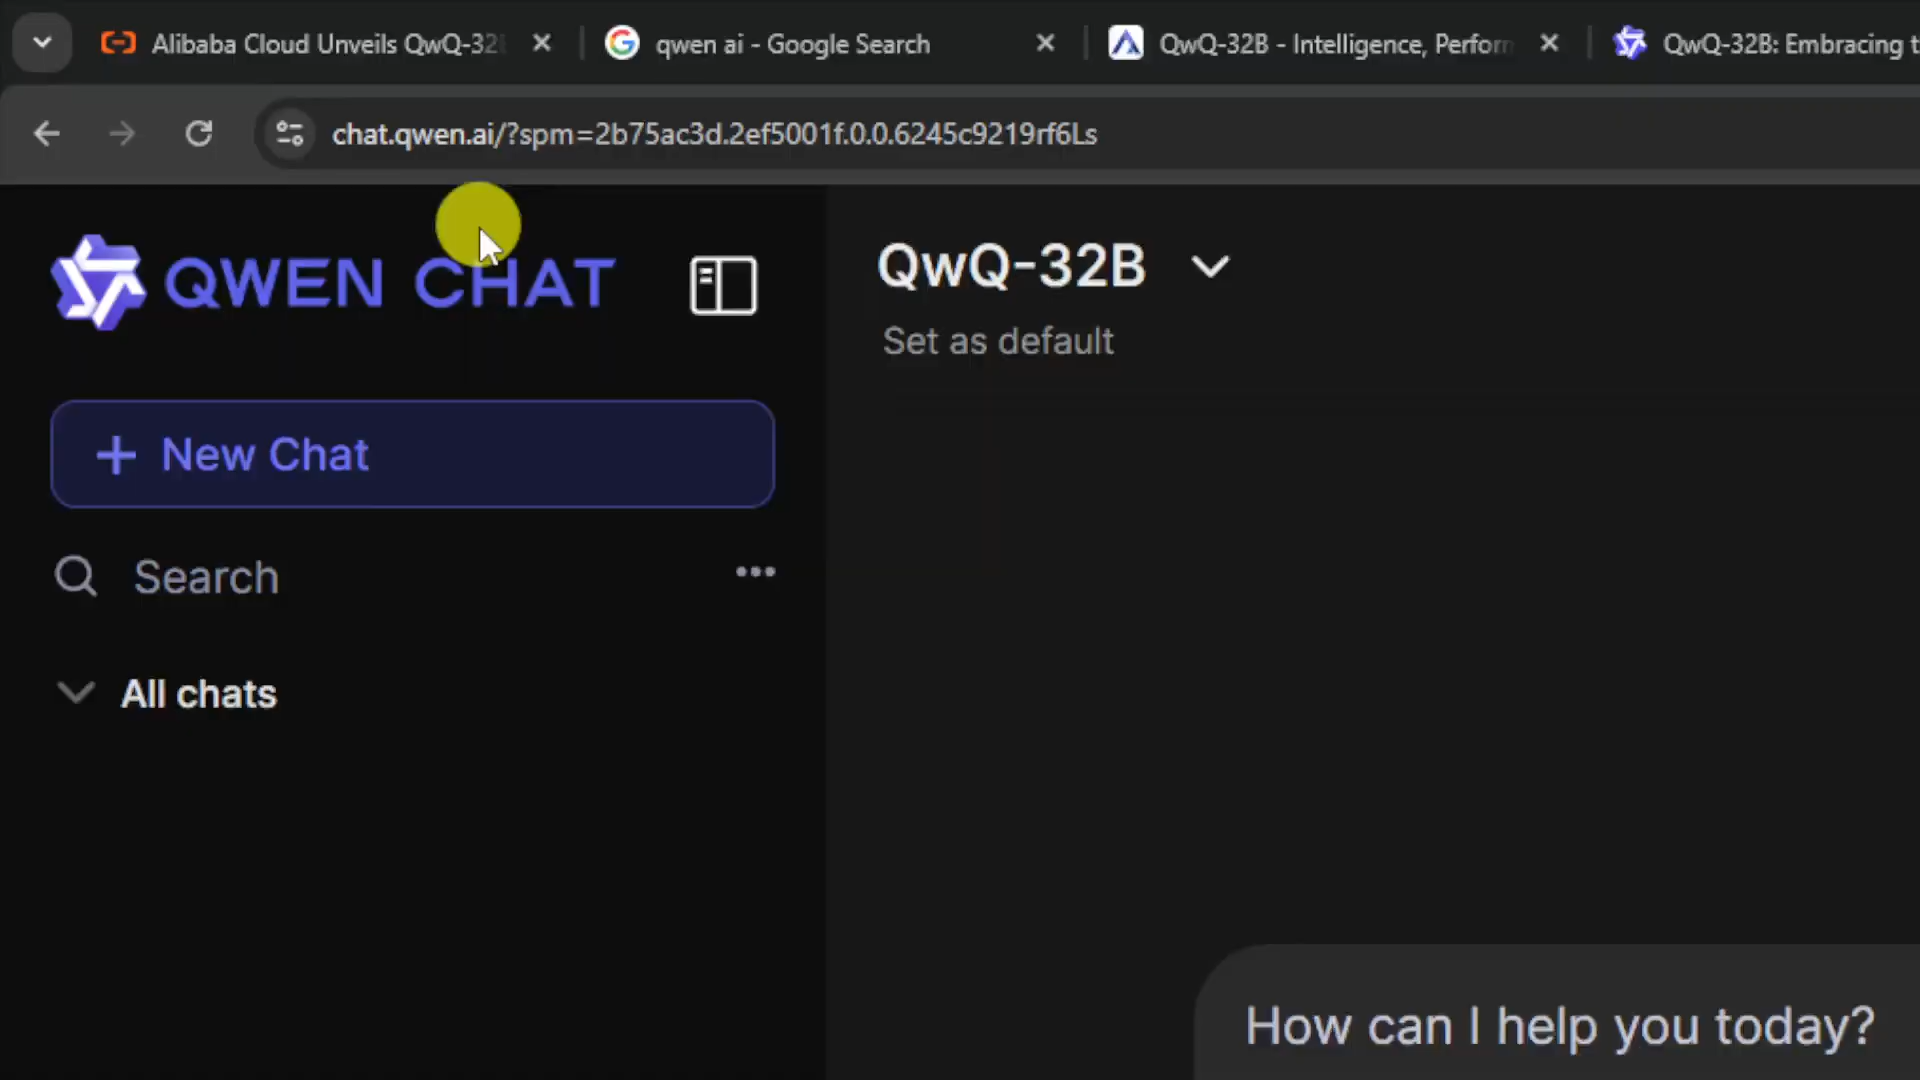 Alibaba Cloud Unveils QwQ-32
qwen ai - Google Search
QwQ-32B - Intelligence, Perfor
QwQ-32B: Embracing t
chat.qwen.ai/?spm=2b75ac3d.2ef5001f.0.0.6245c9219rf6Ls
QWEN CHAT
QwQ-32B
Set as default
+ New Chat
Search
All chats
How can I help you today?